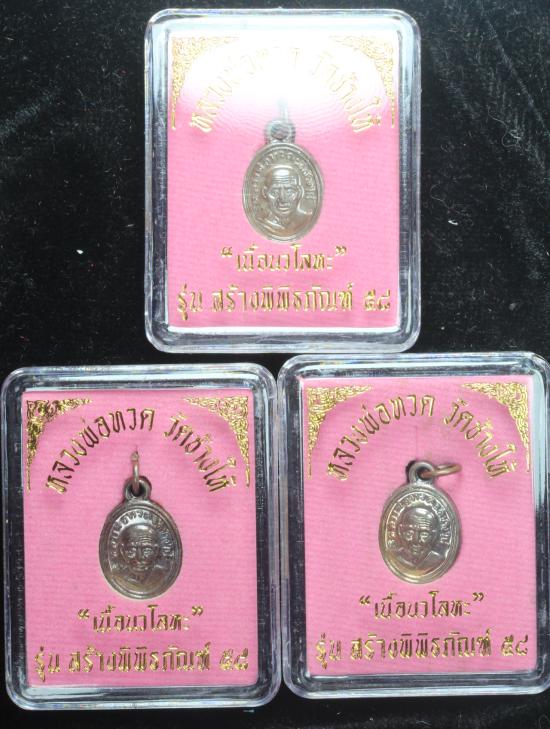 หลวงพ่อทวด วัดช้างให้
“เนื้อนวโลหะ”
รุ่น สร้างพิพิธภัณฑ์ ๕๘
หลวงพ่อทวด วัดช้างให้
“เนื้อนวโลหะ”
รุ่น สร้างพิพิธภัณฑ์ ๕๘
หลวงพ่อทวด วัดช้างให้
“เนื้อนวโลหะ”
รุ่น สร้างพิพิธภัณฑ์ ๕๘